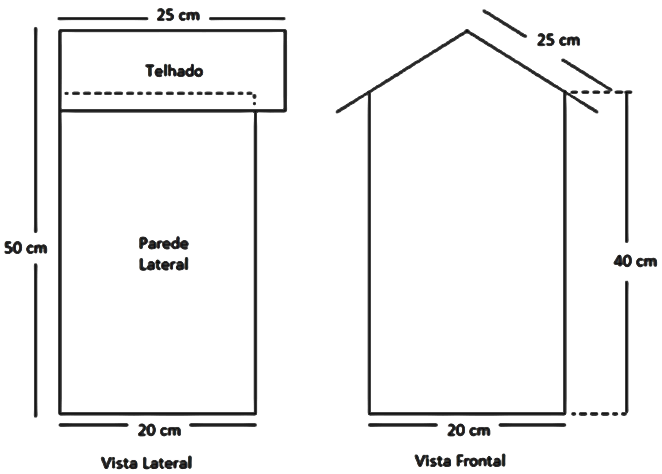 25 cm
25 cm
Telhado
50 cm
Parede
Lateral
40 cm
20 cm
20 cm
Vista Lateral
Vista Frontal